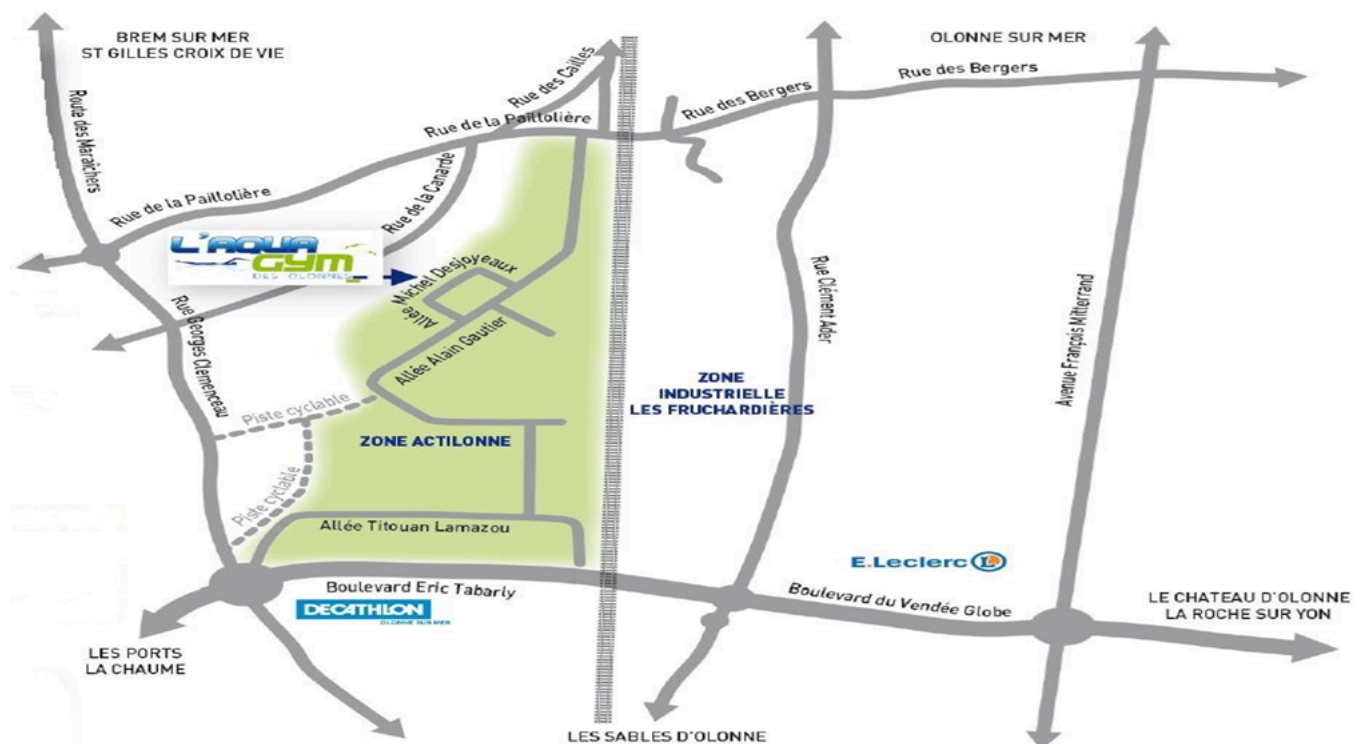 BREM SUR MER
ST GILLES CROIX DE VIE
OLONNE SUR MER
Rue des Cailles
Rue des Bergers
Rue des Bergers
Route des Maraîchers
Rue de la Paillolière
Rue de la Paillolière
Rue de la Canarde
L'AQUA
GYM
DES OLONNES
Allée Michel Desjoyeaux
Rue Georges Clemenceau
Allée Alain Gautier
Rue Clément Ader
Avenue François Mitterrand
ZONE
INDUSTRIELLE
LES FRUCHARDIÈRES
Piste cyclable
ZONE ACTILONNE
Piste cyclable
Allée Titouan Lamazou
E.Leclerc L
Boulevard Eric Tabarly
Boulevard du Vendée Globe
DECATHLON
OLONNE SUR MER
LE CHATEAU D'OLONNE
LA ROCHE SUR YON
LES PORTS
LA CHAUME
LES SABLES D'OLONNE